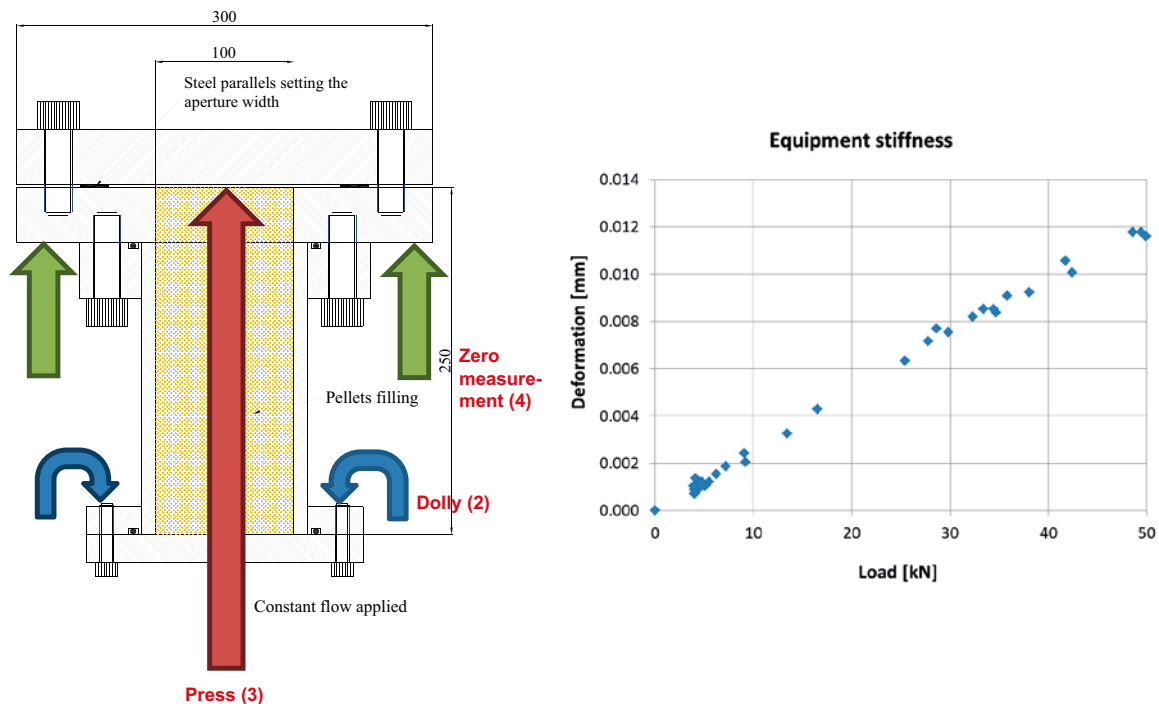 300
100
Steel parallels setting the
aperture width
250
Zero
measure-
ment (4)
Pellets filling
Dolly (2)
Constant flow applied
Press (3)
Equipment stiffness
Deformation [mm]
0.014
0.012
0.010
0.008
0.006
0.004
0.002
0.000
0 10 20 30 40 50
Load [kN]